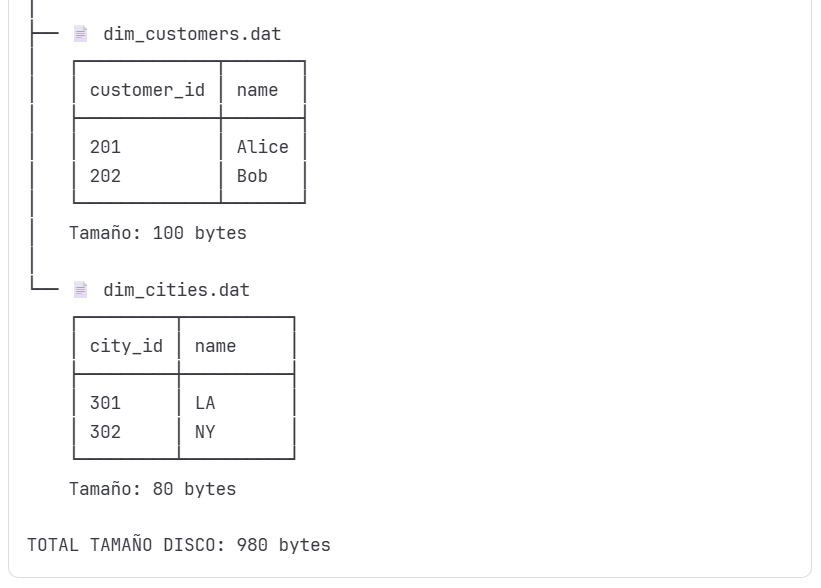 dim_customers.dat
customer_id name
201 Alice
202 Bob
Tamaño: 100 bytes
dim_cities.dat
city_id name
301 LA
302 NY
Tamaño: 80 bytes
TOTAL TAMAÑO DISCO: 980 bytes